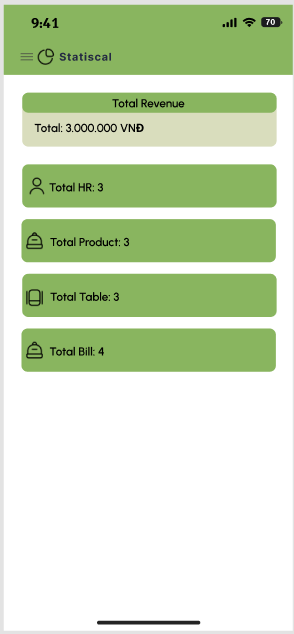 9:41
70
Statiscal
Total Revenue
Total: 3.000.000 VNĐ
Total HR: 3
Total Product: 3
Total Table: 3
Total Bill: 4